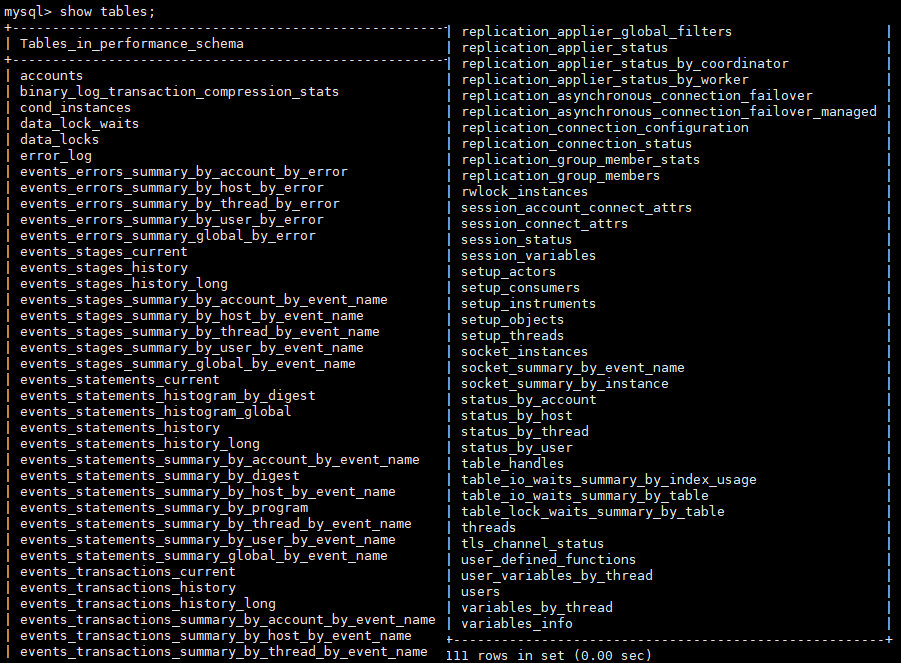 mysql> show tables;
+------------------------------------------------------
| Tables_in_performance_schema
+------------------------------------------------------
| accounts
| binary_log_transaction_compression_stats
| cond_instances
| data_lock_waits
| data_locks
| error_log
| events_errors_summary_by_account_by_error
| events_errors_summary_by_host_by_error
| events_errors_summary_by_thread_by_error
| events_errors_summary_by_user_by_error
| events_errors_summary_global_by_error
| events_stages_current
| events_stages_history
| events_stages_history_long
| events_stages_summary_by_account_by_event_name
| events_stages_summary_by_host_by_event_name
| events_stages_summary_by_thread_by_event_name
| events_stages_summary_by_user_by_event_name
| events_stages_summary_global_by_event_name
| events_statements_current
| events_statements_histogram_by_digest
| events_statements_histogram_global
| events_statements_history
| events_statements_history_long
| events_statements_summary_by_account_by_event_name
| events_statements_summary_by_digest
| events_statements_summary_by_host_by_event_name
| events_statements_summary_by_program
| events_statements_summary_by_thread_by_event_name
| events_statements_summary_by_user_by_event_name
| events_statements_summary_global_by_event_name
| events_transactions_current
| events_transactions_history
| events_transactions_history_long
| events_transactions_summary_by_account_by_event_name
| events_transactions_summary_by_host_by_event_name
| events_transactions_summary_by_thread_by_event_name
| replication_applier_global_filters |
| replication_applier_status |
| replication_applier_status_by_coordinator |
| replication_applier_status_by_worker |
| replication_asynchronous_connection_failover |
| replication_asynchronous_connection_failover_managed |
| replication_connection_configuration |
| replication_connection_status |
| replication_group_member_stats |
| replication_group_members |
| rwlock_instances |
| session_account_connect_attrs |
| session_connect_attrs |
| session_status |
| session_variables |
| setup_actors |
| setup_consumers |
| setup_instruments |
| setup_objects |
| setup_threads |
| socket_instances |
| socket_summary_by_event_name |
| socket_summary_by_instance |
| status_by_account |
| status_by_host |
| status_by_thread |
| status_by_user |
| table_handles |
| table_io_waits_summary_by_index_usage |
| table_io_waits_summary_by_table |
| table_lock_waits_summary_by_table |
| threads |
| tls_channel_status |
| user_defined_functions |
| user_variables_by_thread |
| users |
| variables_by_thread |
| variables_info |
+------------------------------------------------------+
111 rows in set (0.00 sec)